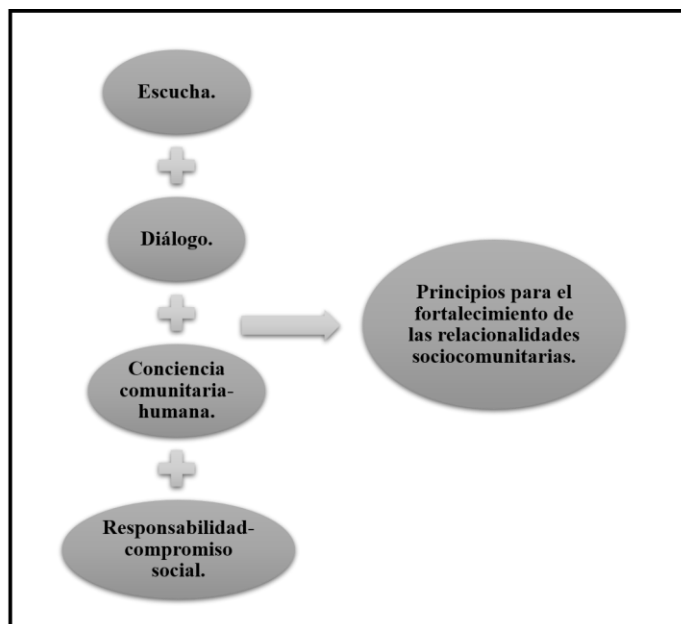 Escucha.
Diálogo.
Conciencia
comunitaria-
humana.
Responsabilidad-
compromiso
social.
Principios para el
fortalecimiento de
las relacionalidades
sociocomunitarias.